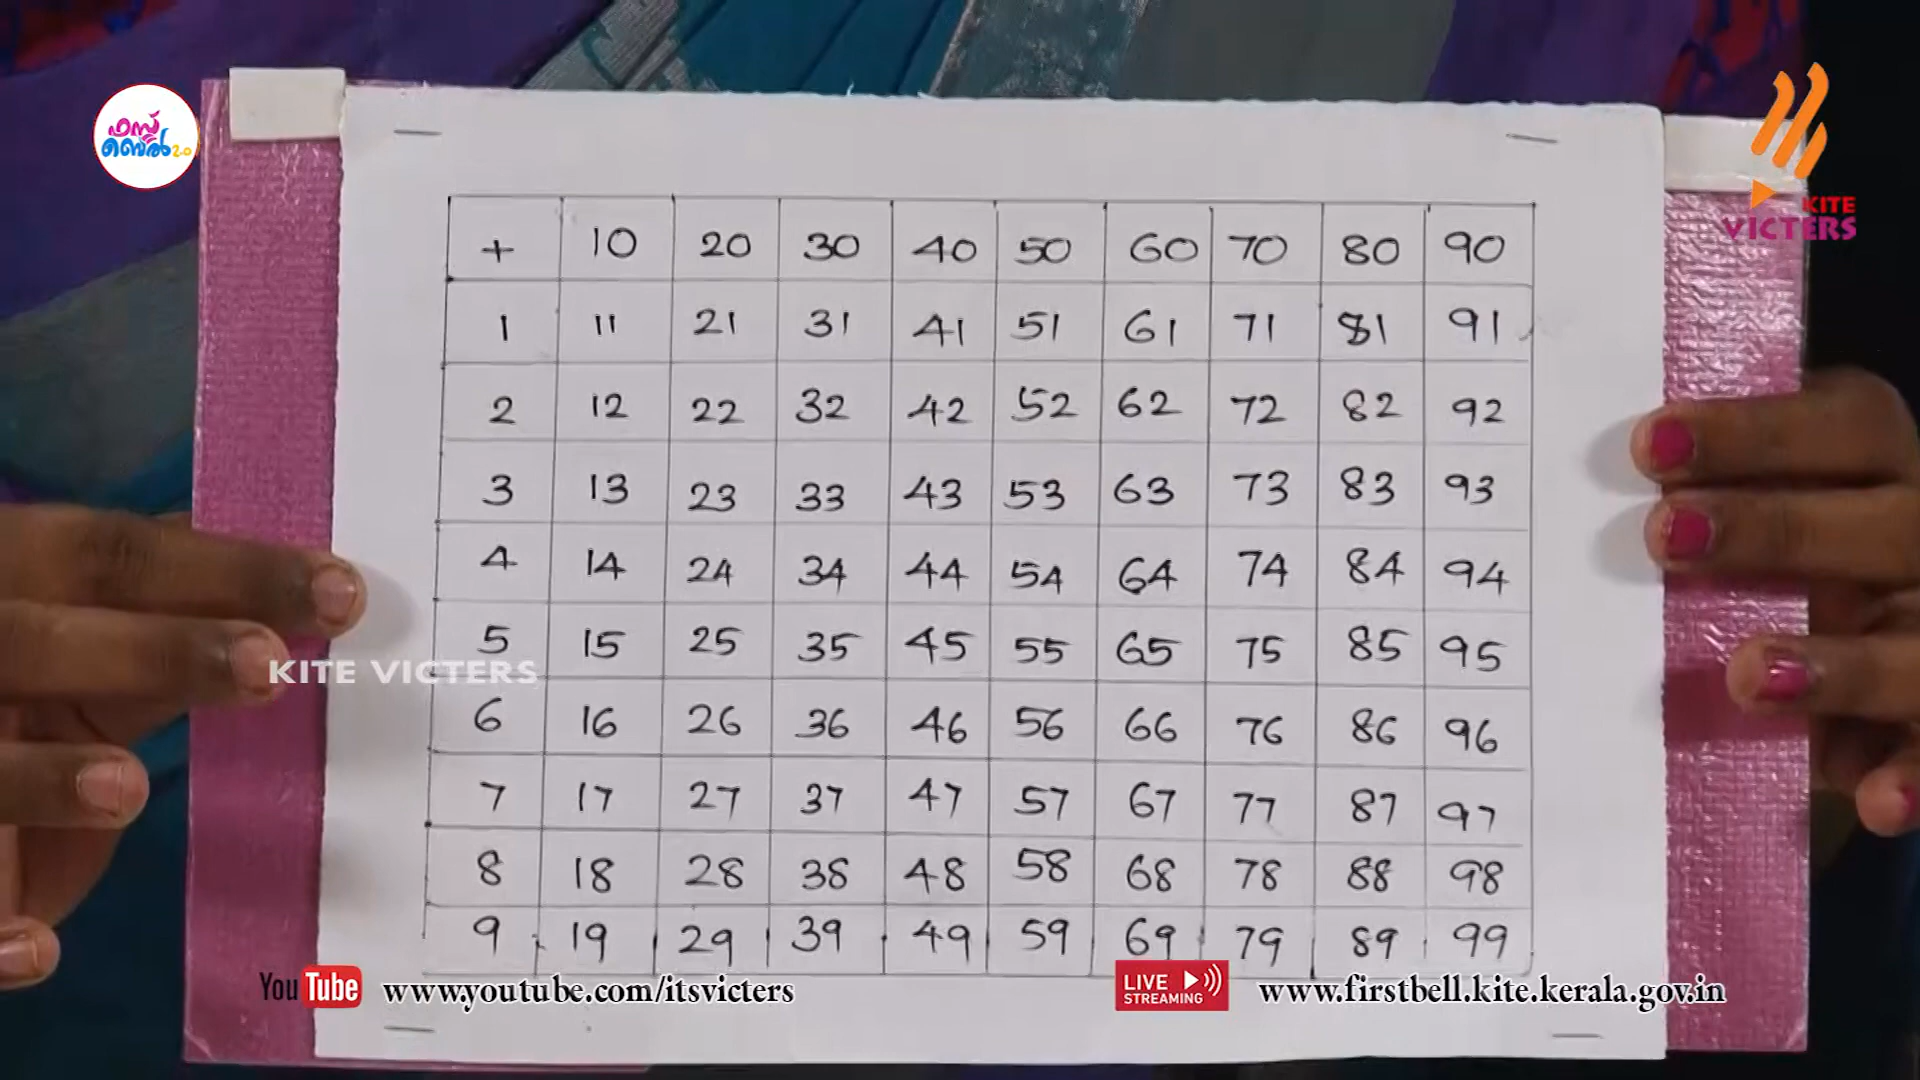 ഫസ്റ്റ്
ബെൽ 2.0
KITE
VICTERS
+ 10 20 30 40 50 60 70 80 90
1 11 21 31 41 51 61 71 81 91
2 12 22 32 42 52 62 72 82 92
3 13 23 33 43 53 63 73 83 93
4 14 24 34 44 54 64 74 84 94
5 15 25 35 45 55 65 75 85 95
KITE VICTERS
6 16 26 36 46 56 66 76 86 96
7 17 27 37 47 57 67 77 87 97
8 18 28 38 48 58 68 78 88 98
9 19 29 39 49 59 69 79 89 99
YouTube www.youtube.com/itsvicters
LIVE
STREAMING
www.firstbell.kite.kerala.gov.in